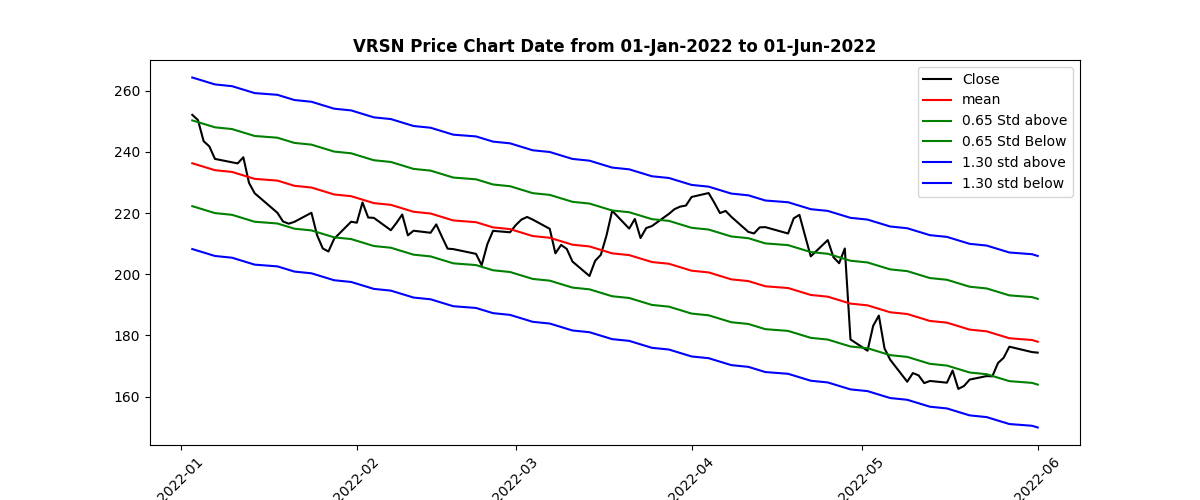 VRSN Price Chart Date from 01-Jan-2022 to 01-Jun-2022
Close
mean
0.65 Std above
0.65 Std Below
1.30 std above
1.30 std below
260
240
220
200
180
160
2022-01
2022-02
2022-03
2022-04
2022-05
2022-06